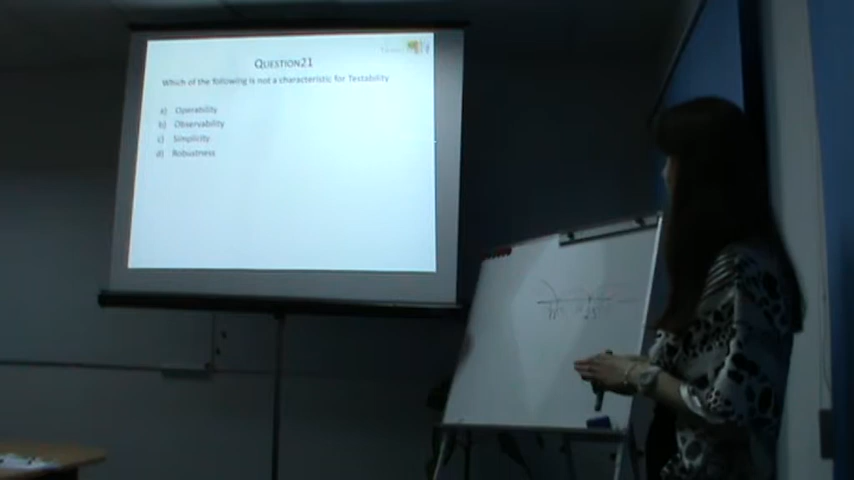 QUESTION21
Which of the following is not a characteristic for Testability
a) Operability
b) Observability
c) Simplicity
d) Robustness